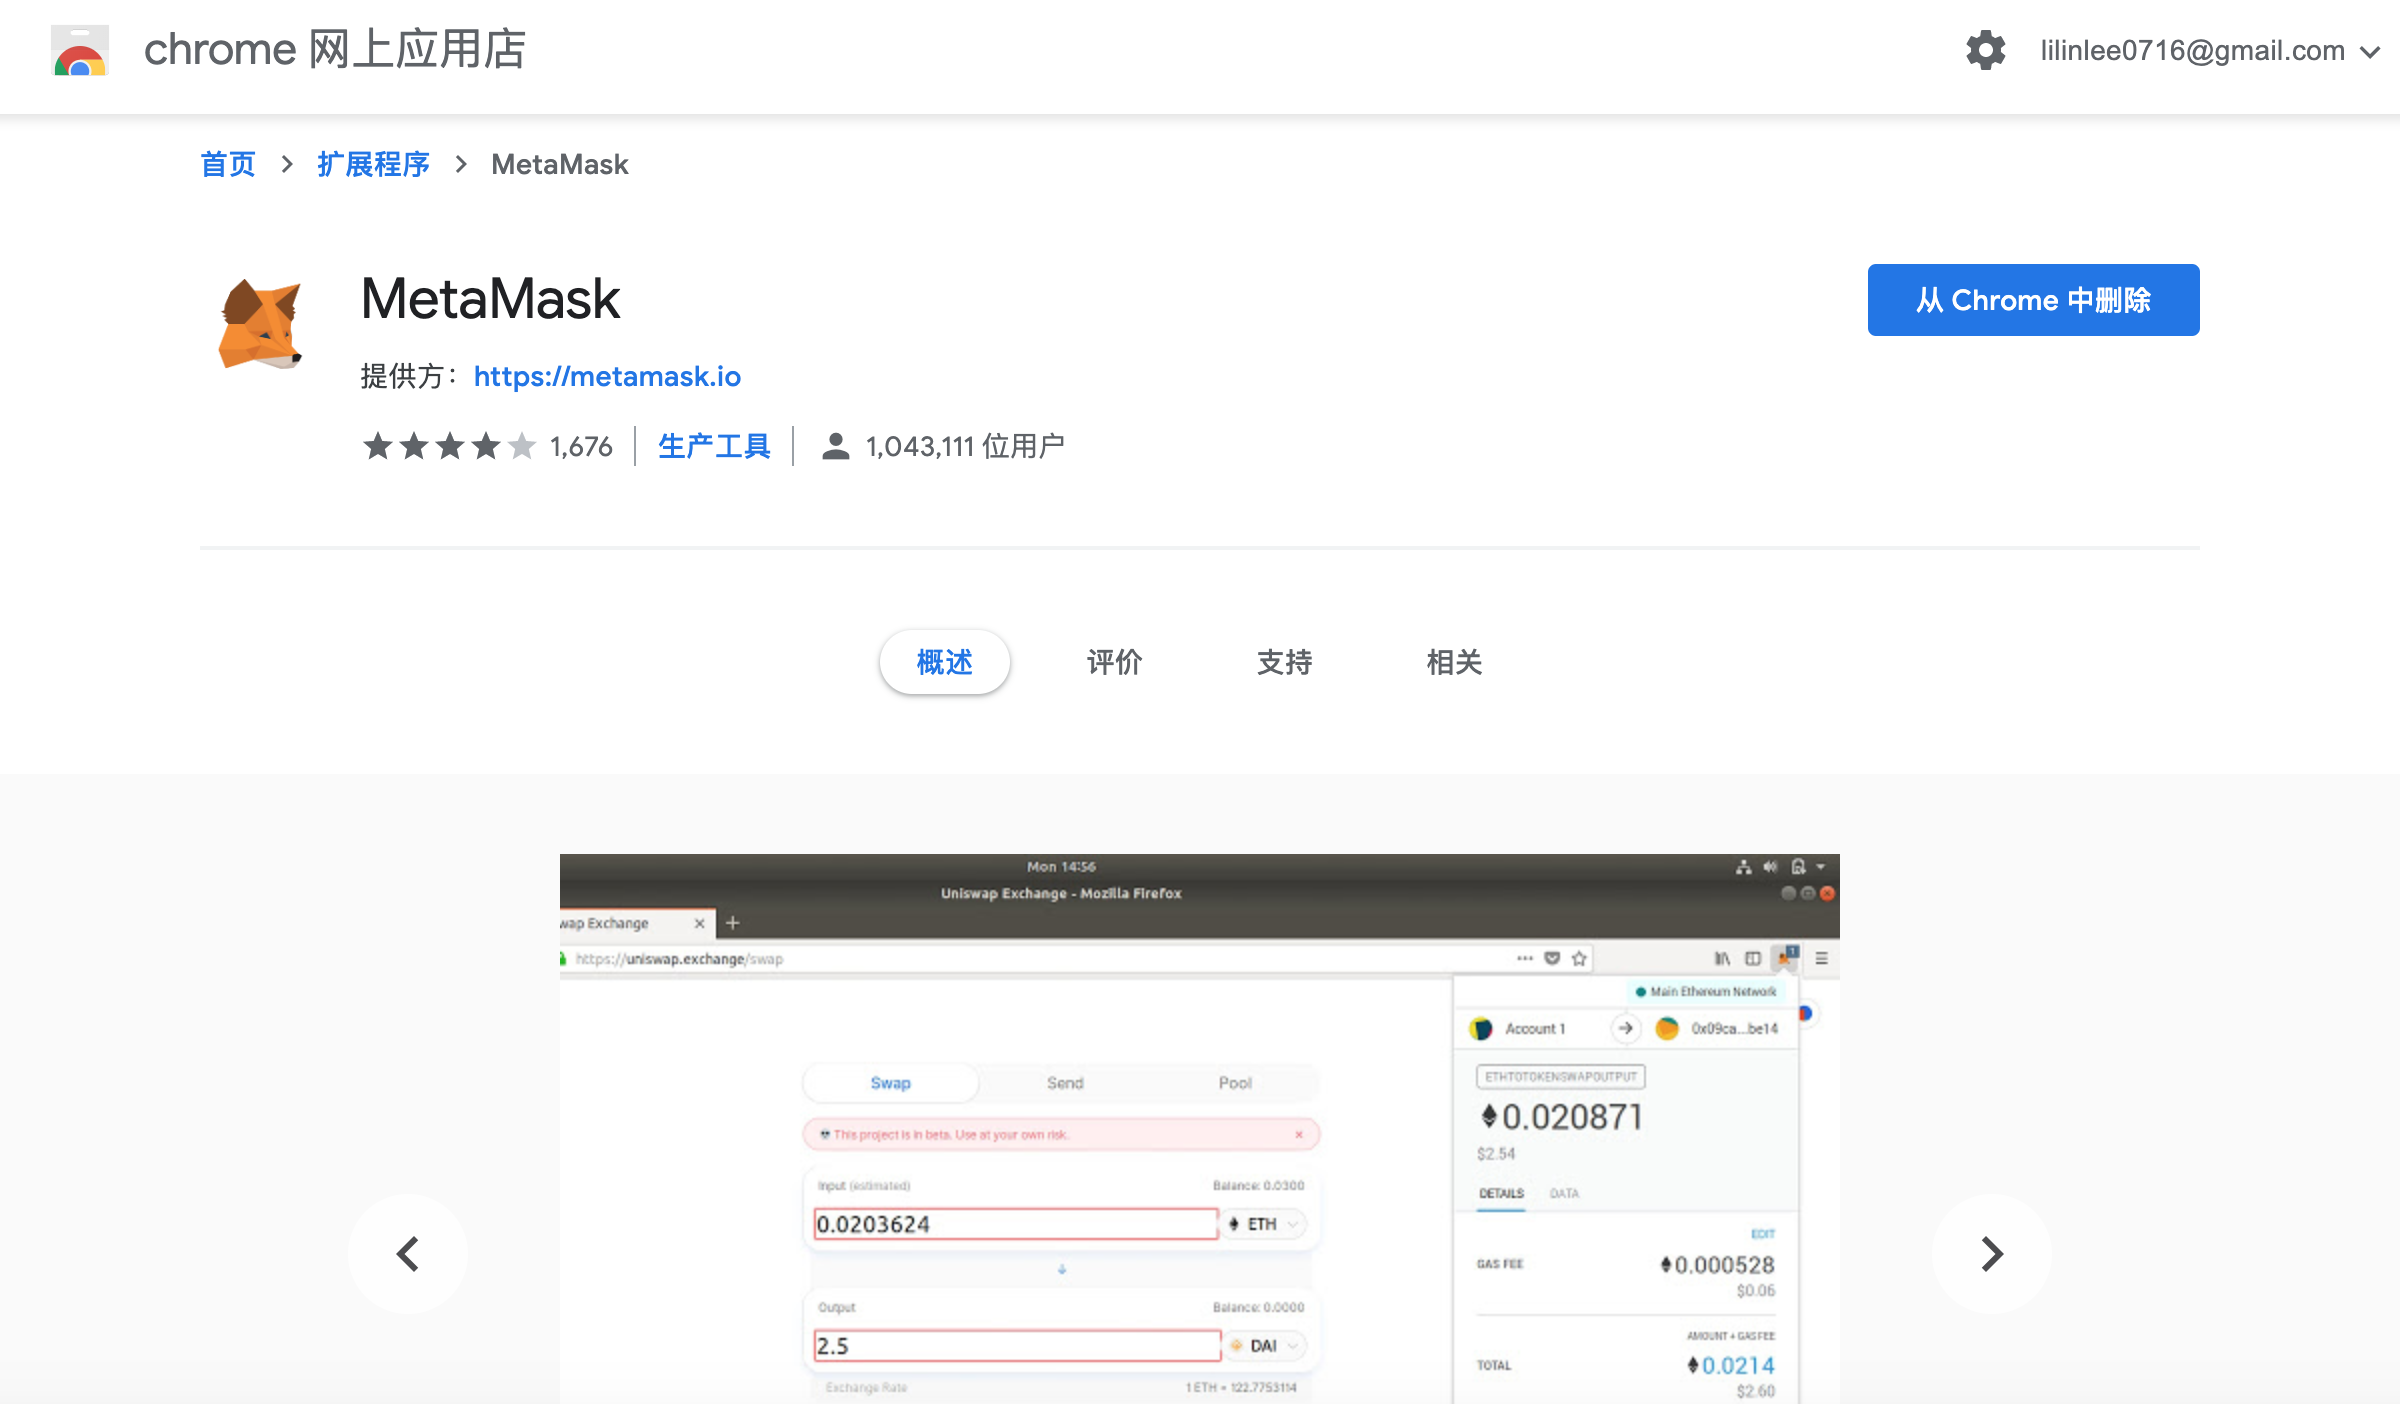 chrome 网上应用店
lilinlee0716@gmail.com
首页 > 扩展程序 > MetaMask
MetaMask
从 Chrome 中删除
提供方： https://metamask.io
1,676
生产工具
1,043,111 位用户
概述 评价 支持 相关
Mon 14:56
Uniswap Exchange - Mozilla Firefox
wap Exchange
https://uniswap.exchange/swap
Main Ethereum Network
Account 1
0x09ca...be14
Swap Send Pool
ETHTOTOKENSWAPOUTPUT
0.020871
This project is in beta. Use at your own risk.
$2.54
Input (estimated)
Balance: 0.0300
DETAILS DATA
0.0203624
ETH
EDIT
GAS FEE
0.000528
$0.06
Output
Balance: 0.0000
AMOUNT + GAS FEE
2.5
DAI
TOTAL
0.0214
Exchange Rate
1 ETH = 122.7753114
$2.60